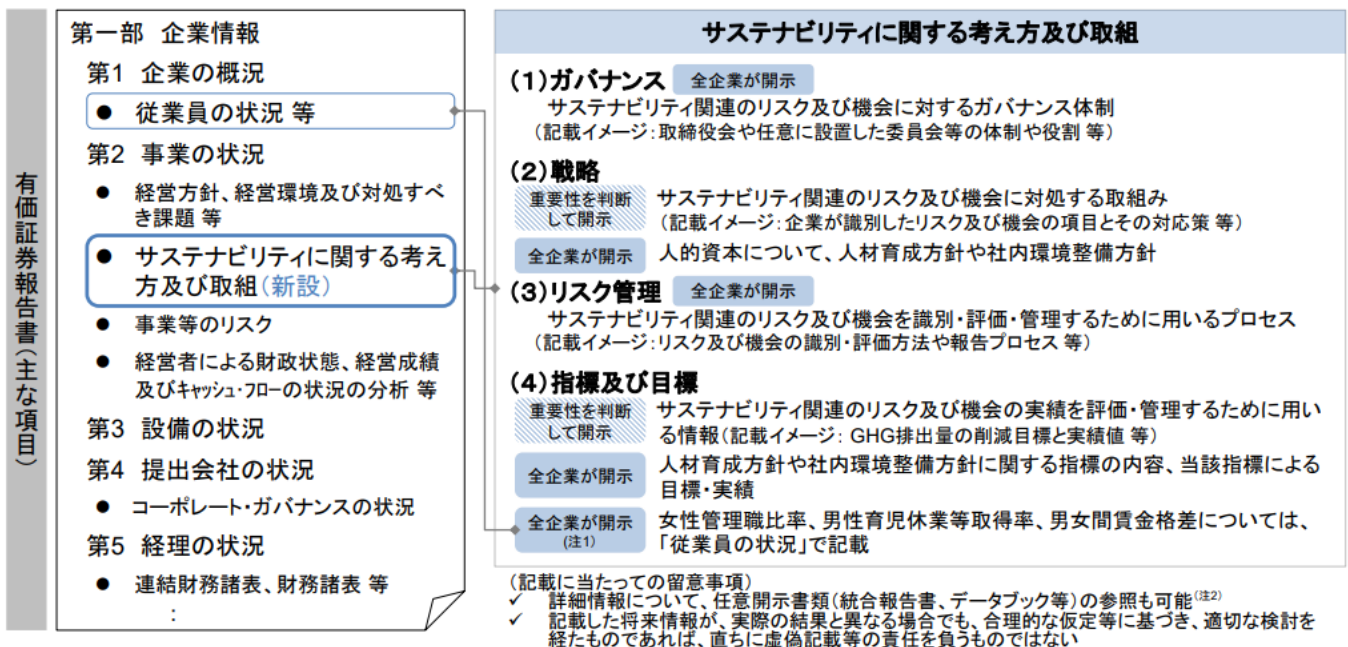 有価証券報告書(主な項目)
第一部 企業情報
第1 企業の概況
● 従業員の状況 等
第2 事業の状況
● 経営方針、経営環境及び対処すべ
き課題 等
● サステナビリティに関する考え
方及び取組(新設)
● 事業等のリスク
● 経営者による財政状態、経営成績
及びキャッシュ・フローの状況の分析 等
第3 設備の状況
第4 提出会社の状況
● コーポレート・ガバナンスの状況
第5 経理の状況
● 連結財務諸表、財務諸表 等
:
サステナビリティに関する考え方及び取組
(1)ガバナンス 全企業が開示
サステナビリティ関連のリスク及び機会に対するガバナンス体制
(記載イメージ:取締役会や任意に設置した委員会等の体制や役割 等)
(2)戦略
重要性を判断
して開示
サステナビリティ関連のリスク及び機会に対処する取組み
(記載イメージ:企業が識別したリスク及び機会の項目とその対応策 等)
全企業が開示 人的資本について、人材育成方針や社内環境整備方針
(3)リスク管理 全企業が開示
サステナビリティ関連のリスク及び機会を識別・評価・管理するために用いるプロセス
(記載イメージ:リスク及び機会の識別・評価方法や報告プロセス 等)
(4)指標及び目標
重要性を判断
して開示
サステナビリティ関連のリスク及び機会の実績を評価・管理するために用い
る情報(記載イメージ: GHG排出量の削減目標と実績値 等)
全企業が開示
人材育成方針や社内環境整備方針に関する指標の内容、当該指標による
目標・実績
全企業が開示
(注1)
女性管理職比率、男性育児休業等取得率、男女間賃金格差については、
「従業員の状況」で記載
(記載に当たっての留意事項)
✓ 詳細情報について、任意開示書類(統合報告書、データブック等)の参照も可能(注2)
✓ 記載した将来情報が、実際の結果と異なる場合でも、合理的な仮定等に基づき、適切な検討を
経たものであれば、直ちに虚偽記載等の責任を負うものではない